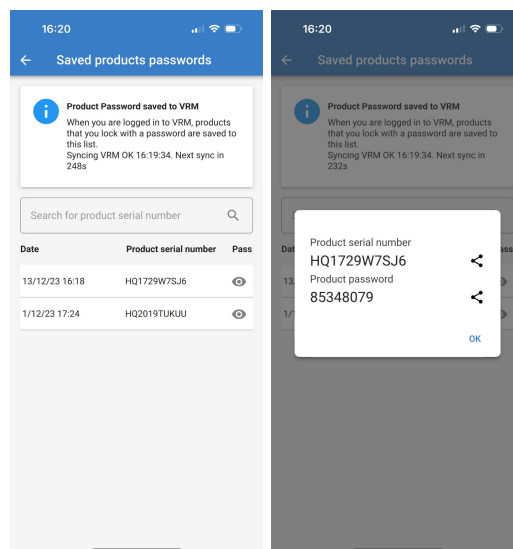 16:20
Saved products passwords
Product Password saved to VRM
When you are logged in to VRM, products
that you lock with a password are saved to
this list.
Syncing VRM OK 16:19:34. Next sync in
248s
Search for product serial number
Date Product serial number Pass
13/12/23 16:18 HQ1729W7SJ6
1/12/23 17:24 HQ2019TUKUU
16:20
Saved products passwords
Product Password saved to VRM
When you are logged in to VRM, products
that you lock with a password are saved to
this list.
Syncing VRM OK 16:19:34. Next sync in
232s
Product serial number
HQ1729W7SJ6
Product password
85348079
OK